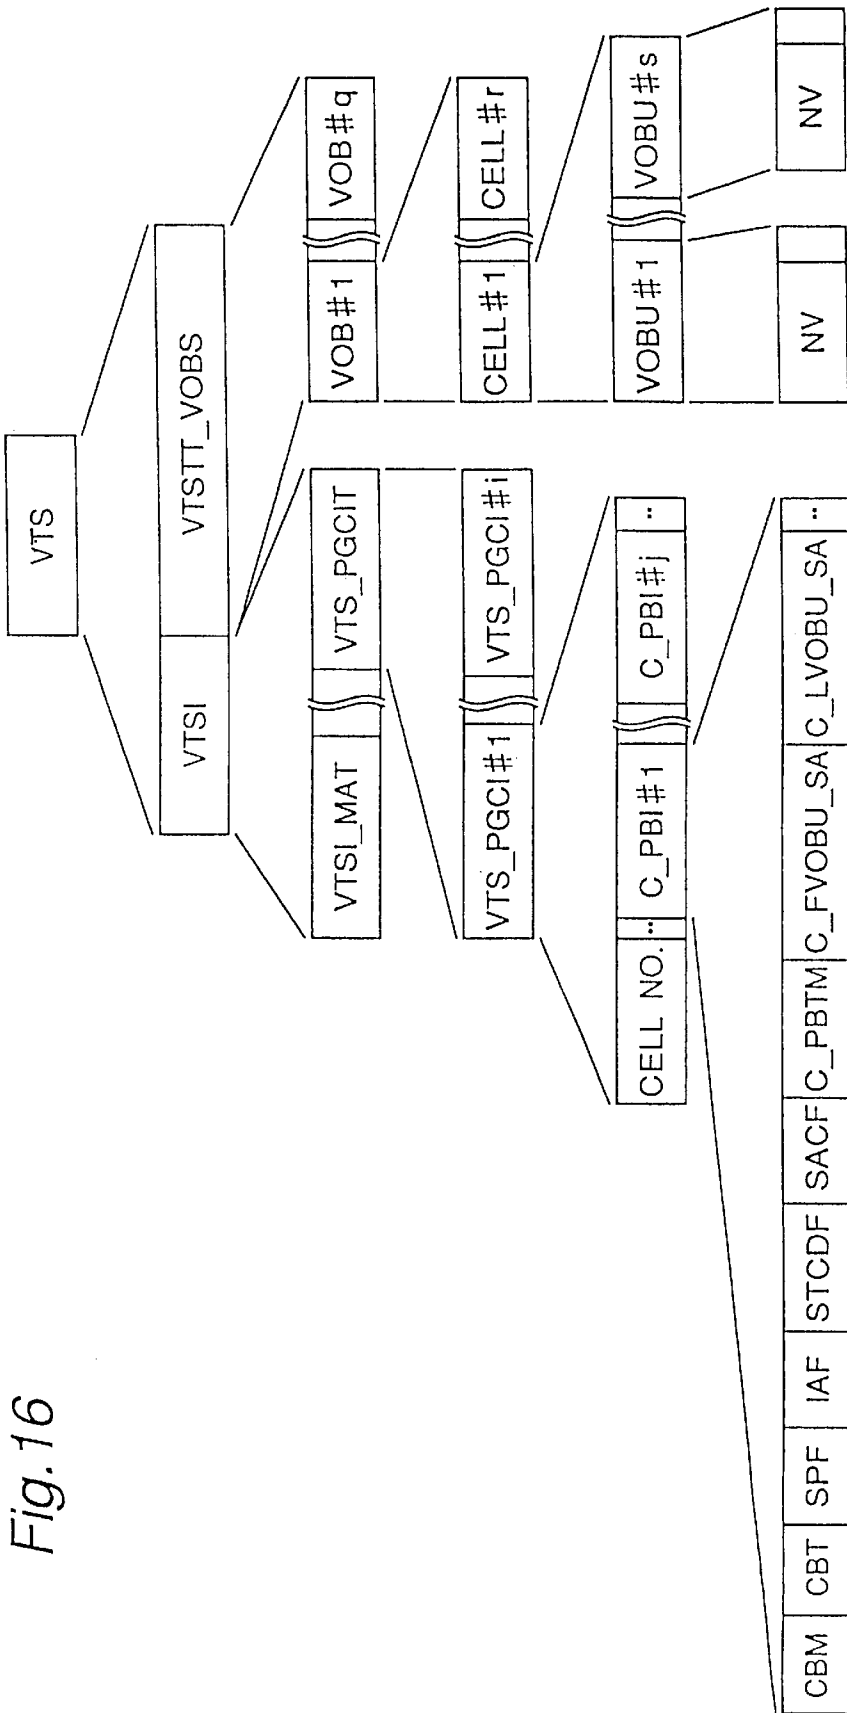 Fig.16
VTS
VTSI VTSTT_VOBS
VTSI_MAT VTS_PGCIT VOB#1 VOB#q
VTS_PGCI#1 VTS_PGCI#i CELL#1 CELL#r
CELL NO. .. C_PBI#1 C_PBI#j .. VOBU#1 VOBU#s
CBM CBT SPF IAF STCDF SACF C_PBTM C_FVOBU_SA C_LVOBU_SA .. NV NV